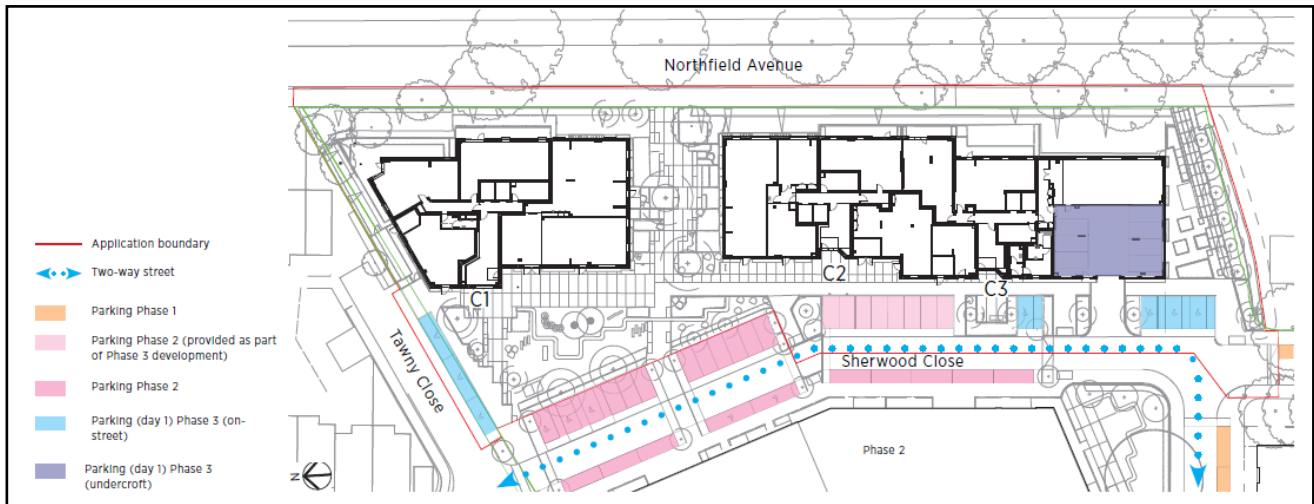 Northfield Avenue
C1
C2
C3
Tawny Close
Sherwood Close
Phase 2
Application boundary
Two-way street
Parking Phase 1
Parking Phase 2 (provided as
part of Phase 3 development)
Parking Phase 2
Parking (day 1) Phase 3 (on-
street)
Parking (day 1) Phase 3
(undercroft)
N